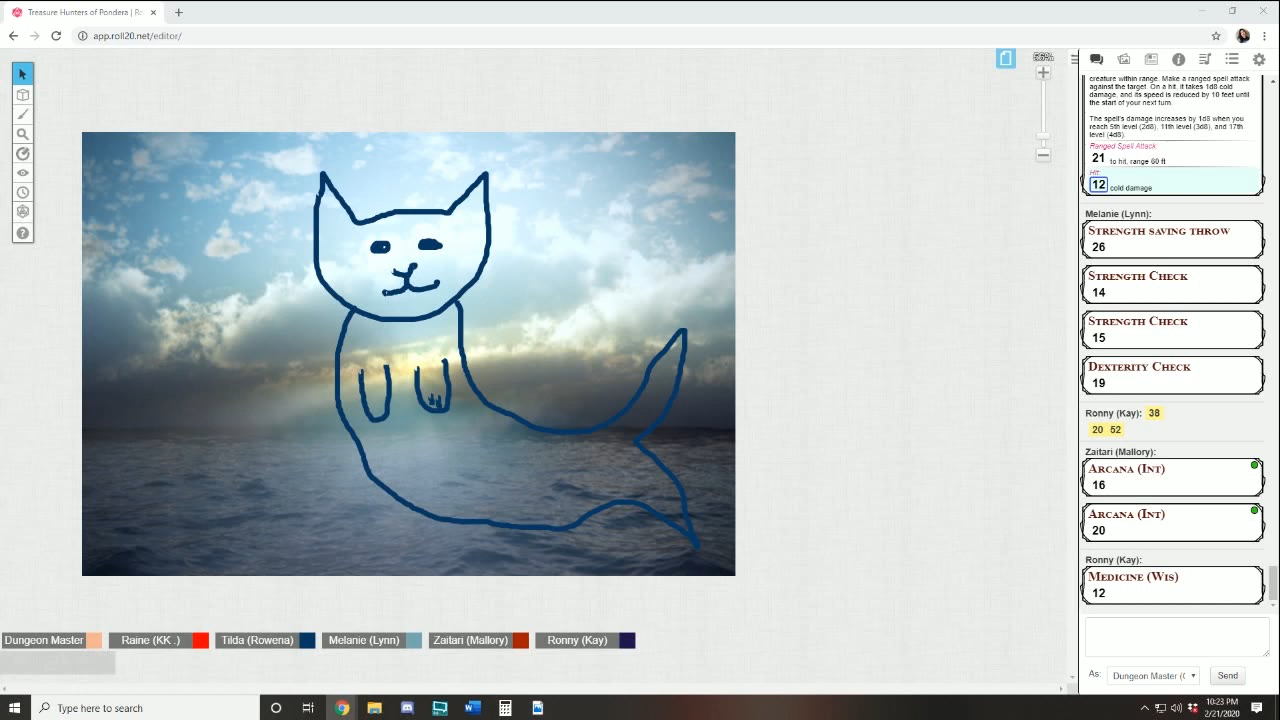 Treasure Hunters of Pondera | Ro
app.roll20.net/editor/
creature within range. Make a ranged spell attack
against the target. On a hit, it takes 1d8 cold
damage, and its speed is reduced by 10 feet until
the start of your next turn.
The spell's damage increases by 1d8 when you
reach 5th level (2d8), 11th level (3d8), and 17th
level (4d8).
Ranged Spell Attack:
21 to hit, range 60 ft
Hit:
12 cold damage
Melanie (Lynn):
Strength saving throw
26
Strength Check
14
Strength Check
15
Dexterity Check
19
Ronny (Kay): 38
20 52
Zaitari (Mallory):
Arcana (Int)
16
Arcana (Int)
20
Ronny (Kay):
Medicine (Wis)
12
Dungeon Master
Raine (KK .)
Tilda (Rowena)
Melanie (Lynn)
Zaitari (Mallory)
Ronny (Kay)
As: Dungeon Master (G
Send
Type here to search
10:23 PM
2/21/2020